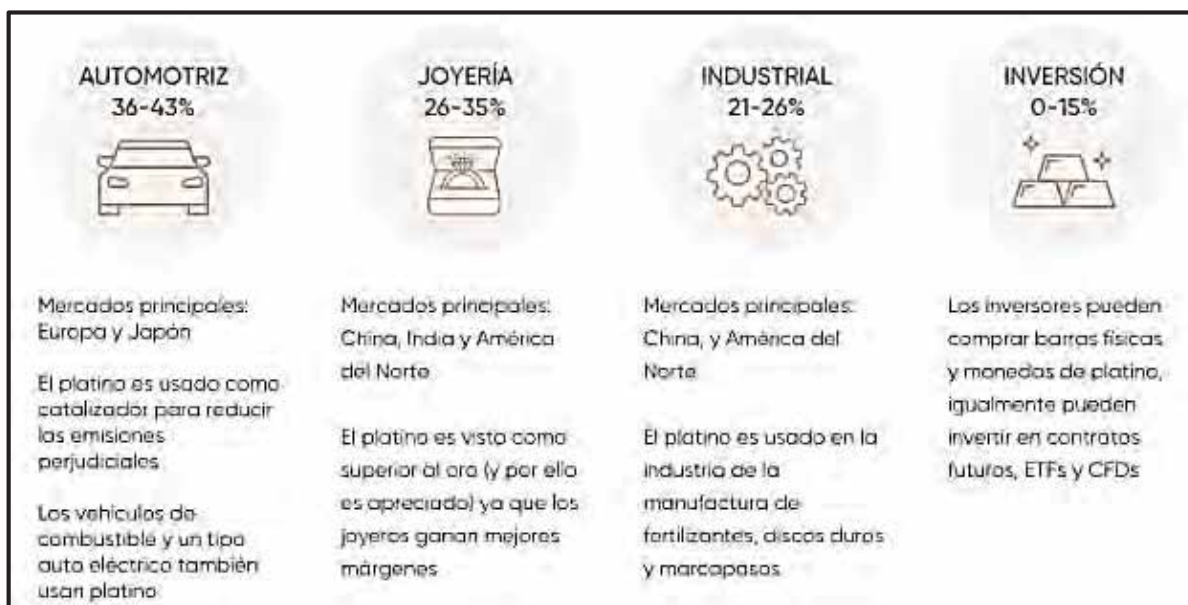 AUTOMOTRIZ
36-43%
Mercados principales:
Europa y Japón
El platino es usado como
catalizador para reducir
las emisiones
perjudiciales
Los vehículos de
combustible y un tipo
auto eléctrico también
usan platino
JOYERÍA
26-35%
Mercados principales:
China, India y América
del Norte
El platino es visto como
superior al oro (y por ello
es apreciado) ya que los
joyeros ganan mejores
márgenes
INDUSTRIAL
21-26%
Mercados principales:
China, y América del
Norte
El platino es usado en la
industria de la
manufactura de
fertilizantes, discos duros
y marcapasos
INVERSIÓN
0-15%
Los inversores pueden
comprar barras físicas
y monedas de platino,
igualmente pueden
invertir en contratos
futuros, ETFs y CFDs